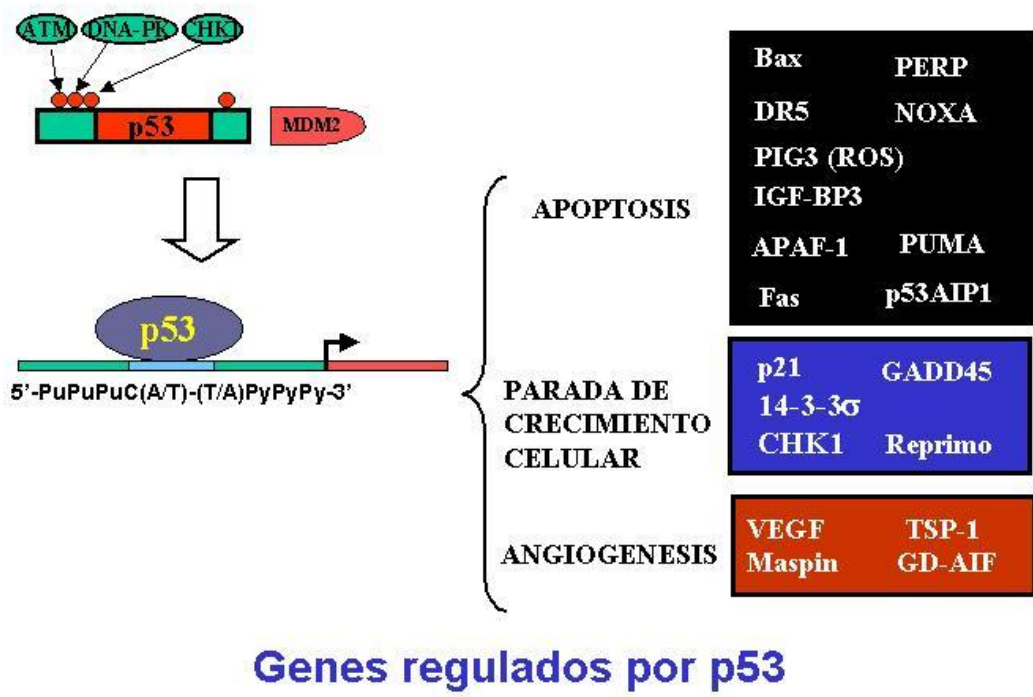 ATM DNA-PK CHK1
p53 MDM2
p53
5'-PuPuPuC(A/T)-(T/A)PyPyPy-3'
APOPTOSIS
Bax PERP
DR5 NOXA
PIG3 (ROS)
IGF-BP3
APAF-1 PUMA
Fas p53AIP1
PARADA DE
CRECIMIENTO
CELULAR
p21 GADD45
14-3-3σ
CHK1 Reprimo
ANGIOGENESIS
VEGF TSP-1
Maspin GD-AIF
Genes regulados por p53